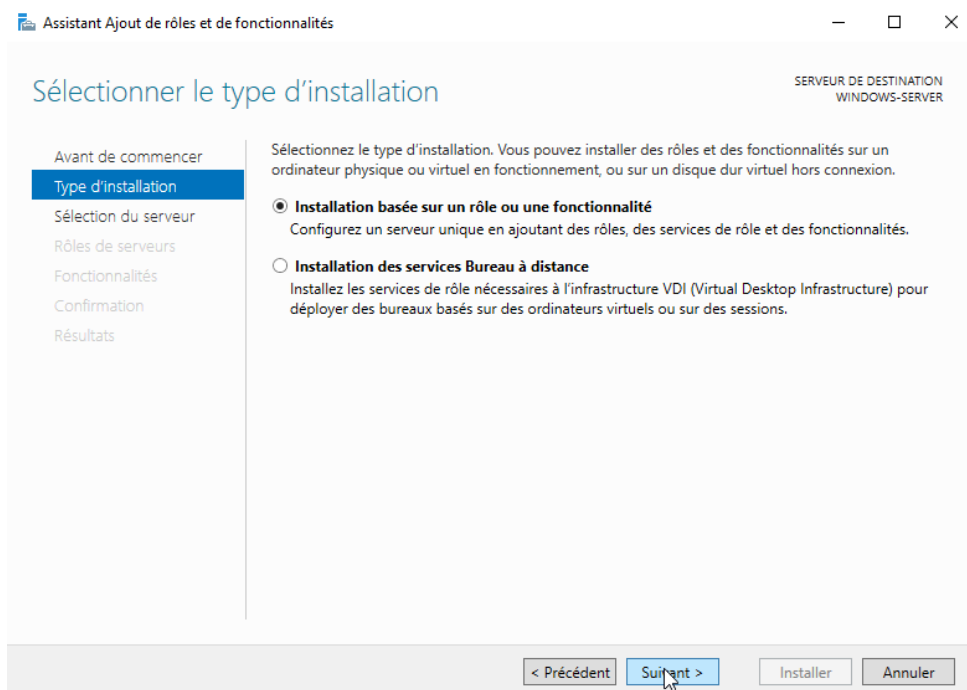 Assistant Ajout de rôles et de fonctionnalités
Sélectionner le type d'installation
SERVEUR DE DESTINATION
WINDOWS-SERVER
Avant de commencer
Type d'installation
Sélection du serveur
Rôles de serveurs
Fonctionnalités
Confirmation
Résultats
Sélectionnez le type d'installation. Vous pouvez installer des rôles et des fonctionnalités sur un
ordinateur physique ou virtuel en fonctionnement, ou sur un disque dur virtuel hors connexion.
Installation basée sur un rôle ou une fonctionnalité
Configurez un serveur unique en ajoutant des rôles, des services de rôle et des fonctionnalités.
Installation des services Bureau à distance
Installez les services de rôle nécessaires à l'infrastructure VDI (Virtual Desktop Infrastructure) pour
déployer des bureaux basés sur des ordinateurs virtuels ou sur des sessions.
< Précédent
Suivant >
Installer
Annuler